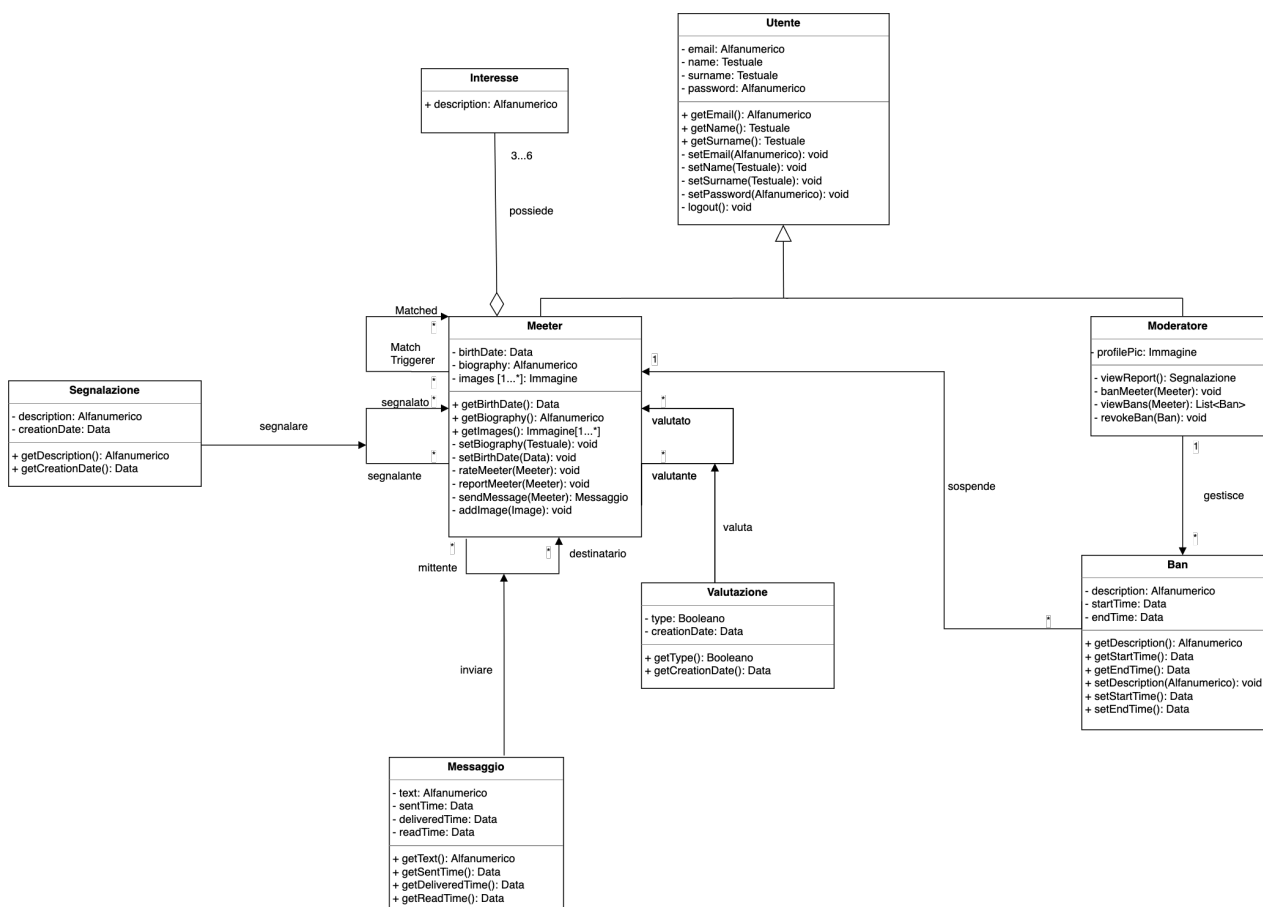 Utente
- email: Alfanumerico
- name: Testuale
- surname: Testuale
- password: Alfanumerico
+ getEmail(): Alfanumerico
+ getName(): Testuale
+ getSurname(): Testuale
- setEmail(Alfanumerico): void
- setName(Testuale): void
- setSurname(Testuale): void
- setPassword(Alfanumerico): void
- logout(): void
Interesse
+ description: Alfanumerico
3...6
possiede
Matched
*
Match
Triggerer
*
Meeter
- birthDate: Data
- biography: Alfanumerico
- images [1...*]: Immagine
+ getBirthDate(): Data
+ getBiography(): Alfanumerico
+ getImages(): Immagine[1...*]
- setBiography(Testuale): void
- setBirthDate(Data): void
- rateMeeter(Meeter): void
- reportMeeter(Meeter): void
- sendMessage(Meeter): Messaggio
- addImage(Image): void
Moderatore
- profilePic: Immagine
- viewReport(): Segnalazione
- banMeeter(Meeter): void
- viewBans(Meeter): List<Ban>
- revokeBan(Ban): void
1
gestisce
*
1
sospende
*
Segnalazione
- description: Alfanumerico
- creationDate: Data
+ getDescription(): Alfanumerico
+ getCreationDate(): Data
segnalare
segnalato
*
*
segnalante
*
valutato
*
valutante
valuta
*
mittente
*
destinatario
inviare
Valutazione
- type: Booleano
- creationDate: Data
+ getType(): Booleano
+ getCreationDate(): Data
Ban
- description: Alfanumerico
- startTime: Data
- endTime: Data
+ getDescription(): Alfanumerico
+ getStartTime(): Data
+ getEndTime(): Data
+ setDescription(Alfanumerico): void
+ setStartTime(): Data
+ setEndTime(): Data
Messaggio
- text: Alfanumerico
- sentTime: Data
- deliveredTime: Data
- readTime: Data
+ getText(): Alfanumerico
+ getSentTime(): Data
+ getDeliveredTime(): Data
+ getReadTime(): Data